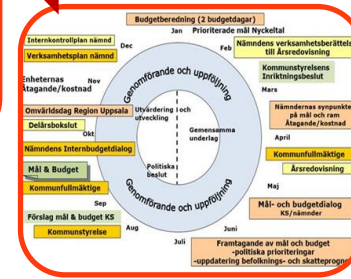 Budgetberedning (2 budgetdagar)
Jan
Prioriterade mål Nyckeltal
Internkontrollplan nämnd
Dec
Feb
Nämndens verksamhetsberättels
till Årsredovisning
Verksamhetsplan nämnd
Kommunstyrelsens
Inriktningsbeslut
Enheternas
Åtagande/kostnad
Nov
Mars
Genomförande och uppföljning
Omvärldsdag Region Uppsala
Utvärdering och
utveckling
Nämndernas synpunkte
på mål och ram
Åtagande/kostnad
Delårsbokslut
Okt
Gemensamma
underlag
April
Nämndens Internbudgetdialog
Kommunfullmäktige
Mål & Budget
Politiska
beslut
Årsredovisning
Kommunfullmäktige
Maj
Sep
Mål- och budgetdialog
KS/nämnder
Genomförande och uppföljning
Förslag mål & budget KS
Kommunstyrelse
Aug
Juni
Juli
Framtagande av mål och budget
-politiska prioriteringar
-uppdatering befolknings- och skatteprogno